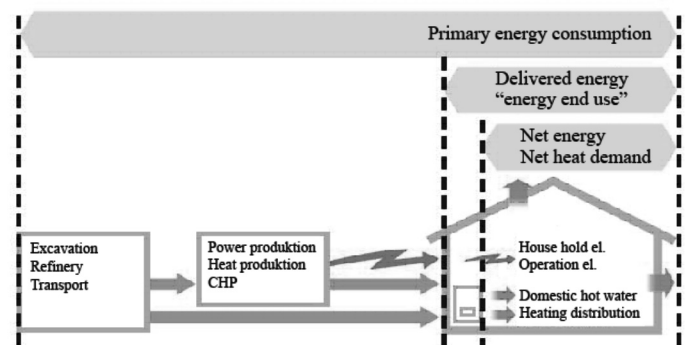 Primary energy consumption
Delivered energy
“energy end use”
Net energy
Net heat demand
Excavation
Refinery
Transport
Power produktion
Heat produktion
CHP
House hold el.
Operation el.
Domestic hot water
Heating distribution